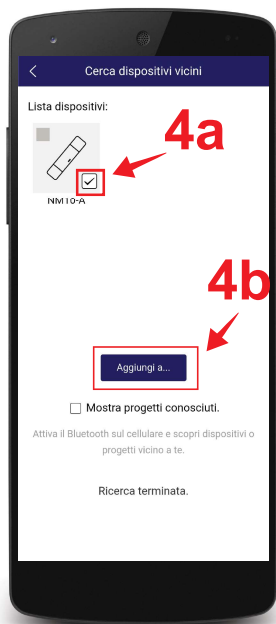 Cerca dispositivi vicini
Lista dispositivi:
4a
NM10-A
4b
Aggiungi a...
Mostra progetti conosciuti.
Attiva il Bluetooth sul cellulare e scopri dispositivi o
progetti vicino a te.
Ricerca terminata.